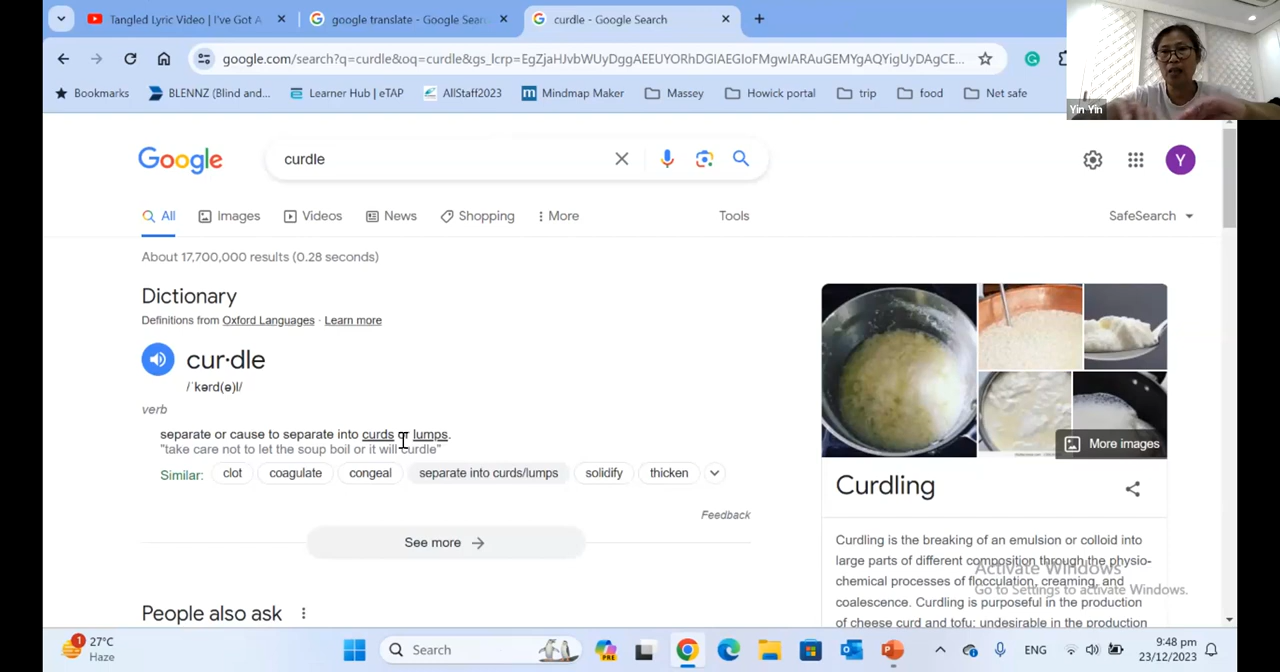 Tangled Lyric Video | I've Got A
google translate - Google Sear
curdle - Google Search
google.com/search?q=curdle&oq=curdle&gs_lcrp=EgZjaHJvbWUyDggAEEUYORhDGIAEGIoFMgwIARAuGEMYgAQYigUyDAgCE...
Bookmarks
BLENNZ (Blind and...
Learner Hub | eTAP
AllStaff2023
Mindmap Maker
Massey
Howick portal
trip
food
Net safe
Yin Yin
Google
curdle
Y
All
Images
Videos
News
Shopping
More
Tools
SafeSearch
About 17,700,000 results (0.28 seconds)
Dictionary
Definitions from Oxford Languages · Learn more
cur·dle
/ˈkərd(ə)l/
verb
separate or cause to separate into curds or lumps.
"take care not to let the soup boil or it will curdle"
Similar:
clot
coagulate
congeal
separate into curds/lumps
solidify
thicken
Feedback
See more
People also ask
More images
Curdling
Curdling is the breaking of an emulsion or colloid into
large parts of different composition through the physio-
chemical processes of flocculation, creaming, and
coalescence. Curdling is purposeful in the production
of cheese curd and tofu; undesirable in the production
Activate Windows
Go to Settings to activate Windows.
1
27°C
Haze
Search
PRE
ENG
9:48 pm
23/12/2023